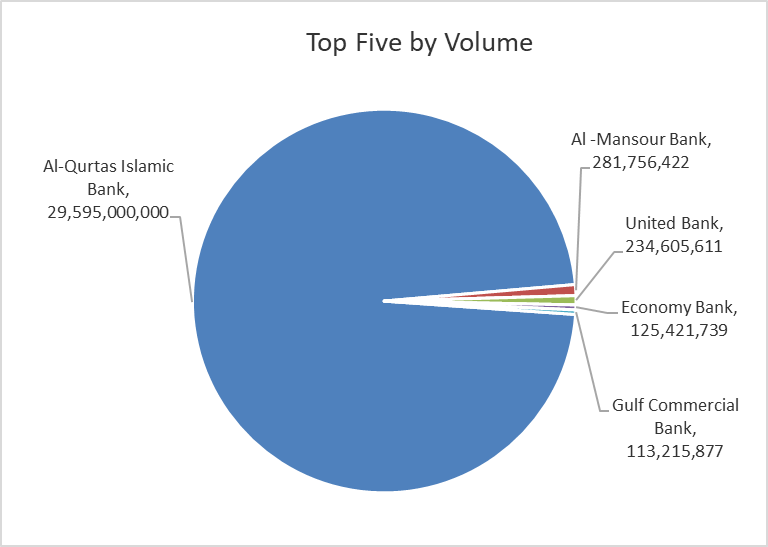 Top Five by Volume
Al-Qurtas Islamic
Bank,
29,595,000,000
Al -Mansour Bank,
281,756,422
United Bank,
234,605,611
Economy Bank,
125,421,739
Gulf Commercial
Bank,
113,215,877